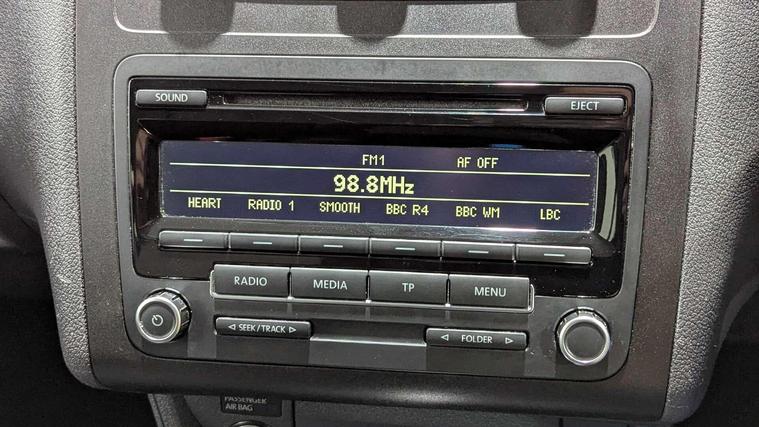 SOUND
EJECT
FM1 AF OFF
98.8MHz
HEART RADIO 1 SMOOTH BBC R4 BBC WM LBC
RADIO MEDIA TP MENU
◁ SEEK/TRACK ▷
◁ FOLDER ▷
PASSENGER
AIR BAG